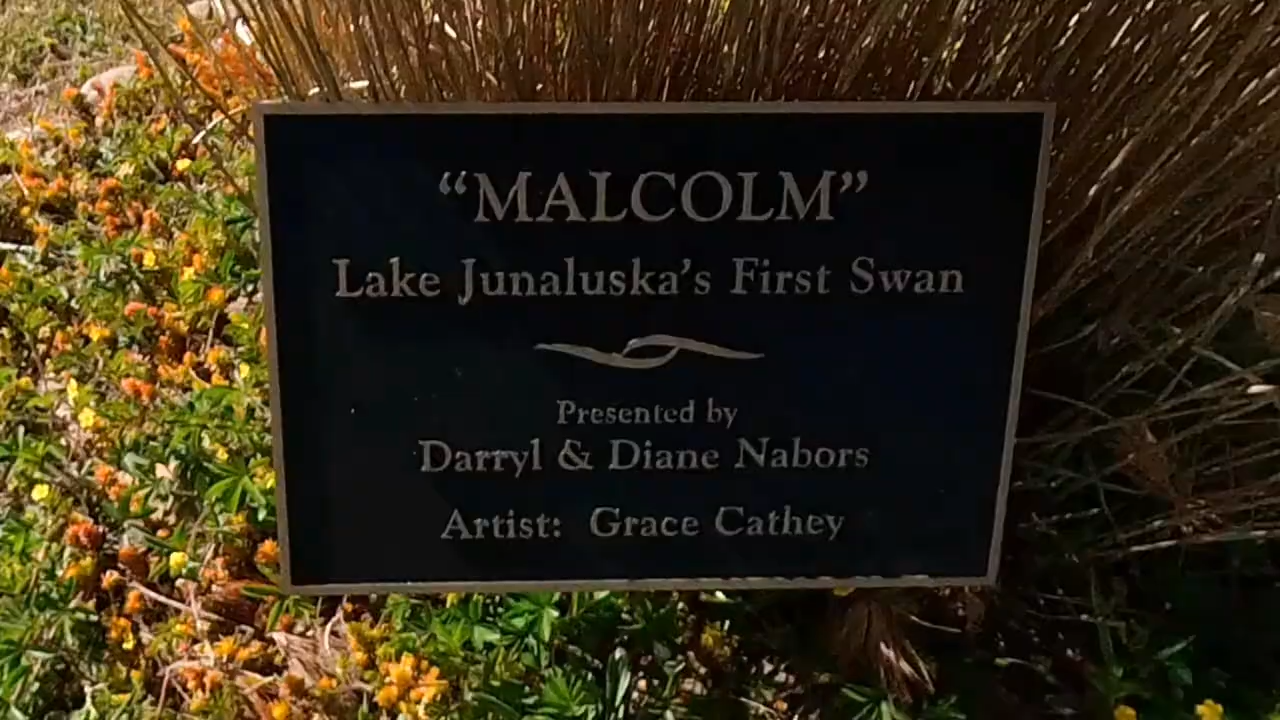 “MALCOLM”
Lake Junaluska’s First Swan
Presented by
Darryl & Diane Nabors
Artist: Grace Cathey